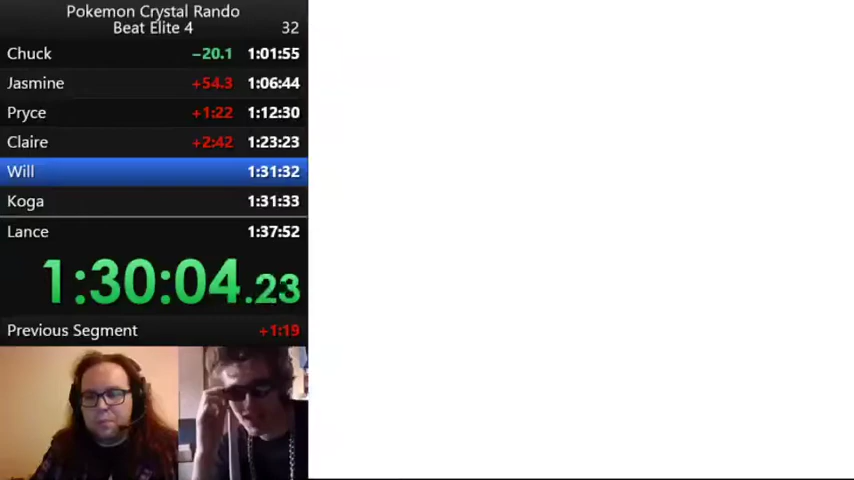 Pokemon Crystal Rando
Beat Elite 4 32
Chuck −20.1 1:01:55
Jasmine +54.3 1:06:44
Pryce +1:22 1:12:30
Claire +2:42 1:23:23
Will 1:31:32
Koga 1:31:33
Lance 1:37:52
1:30:04.23
Previous Segment +1:19